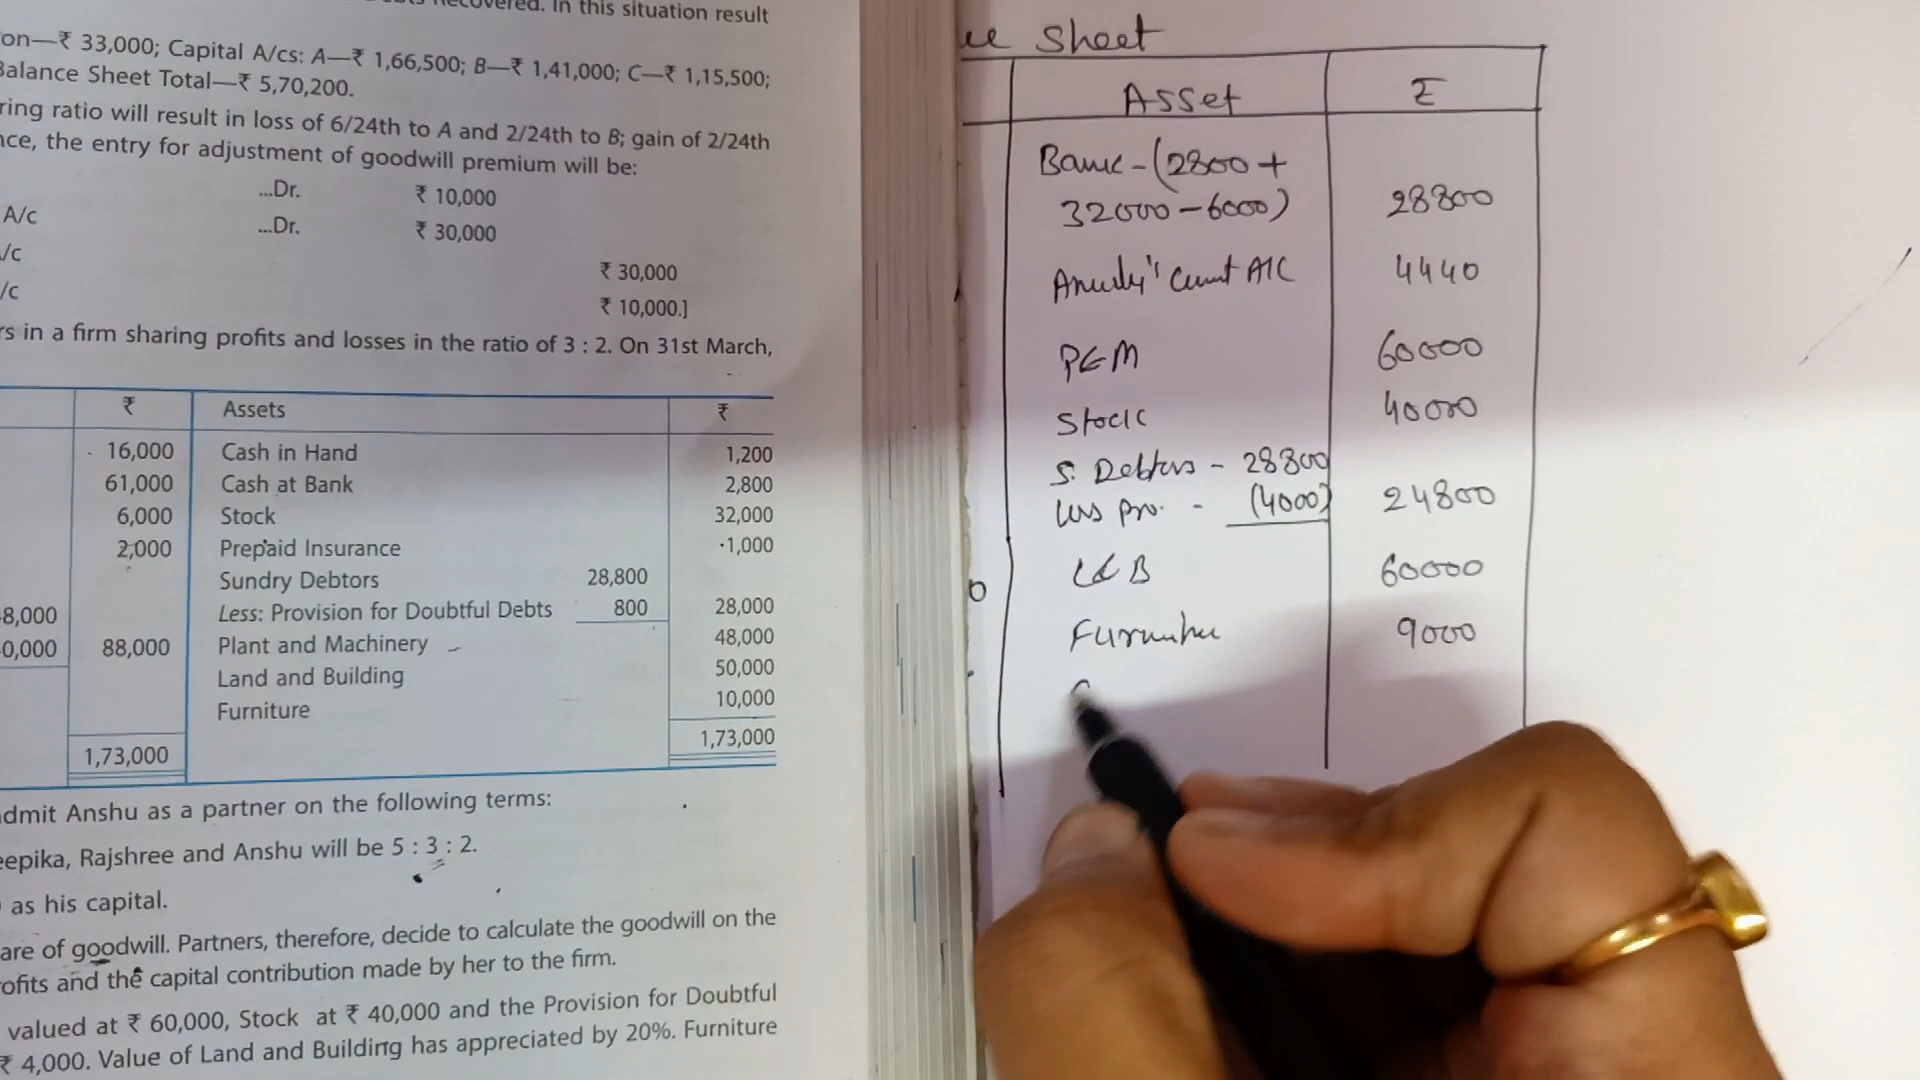 Recovered. In this situation result
on—₹ 33,000; Capital A/cs: A—₹ 1,66,500; B—₹ 1,41,000; C—₹ 1,15,500;
Balance Sheet Total—₹ 5,70,200.
ring ratio will result in loss of 6/24th to A and 2/24th to B; gain of 2/24th
nce, the entry for adjustment of goodwill premium will be:
...Dr. ₹ 10,000
A/c ...Dr. ₹ 30,000
/c ₹ 30,000
/c ₹ 10,000.]
rs in a firm sharing profits and losses in the ratio of 3 : 2. On 31st March,
₹ Assets ₹
16,000 Cash in Hand 1,200
61,000 Cash at Bank 2,800
6,000 Stock 32,000
2,000 Prepaid Insurance 1,000
Sundry Debtors 28,800
8,000 Less: Provision for Doubtful Debts 800 28,000
0,000 88,000 Plant and Machinery 48,000
Land and Building 50,000
Furniture 10,000
1,73,000 1,73,000
dmit Anshu as a partner on the following terms:
eepika, Rajshree and Anshu will be 5 : 3 : 2.
as his capital.
are of goodwill. Partners, therefore, decide to calculate the goodwill on the
ofits and the capital contribution made by her to the firm.
valued at ₹ 60,000, Stock at ₹ 40,000 and the Provision for Doubtful
₹ 4,000. Value of Land and Building has appreciated by 20%. Furniture
Sheet
Asset ₹
Bank - (2800 +
32000 - 6000) 28800
A/C 4440
P&M 60000
Stock 40000
S. Debtors - 28800
Less pro. - (4000) 24800
L&B 60000
Furniture 9000